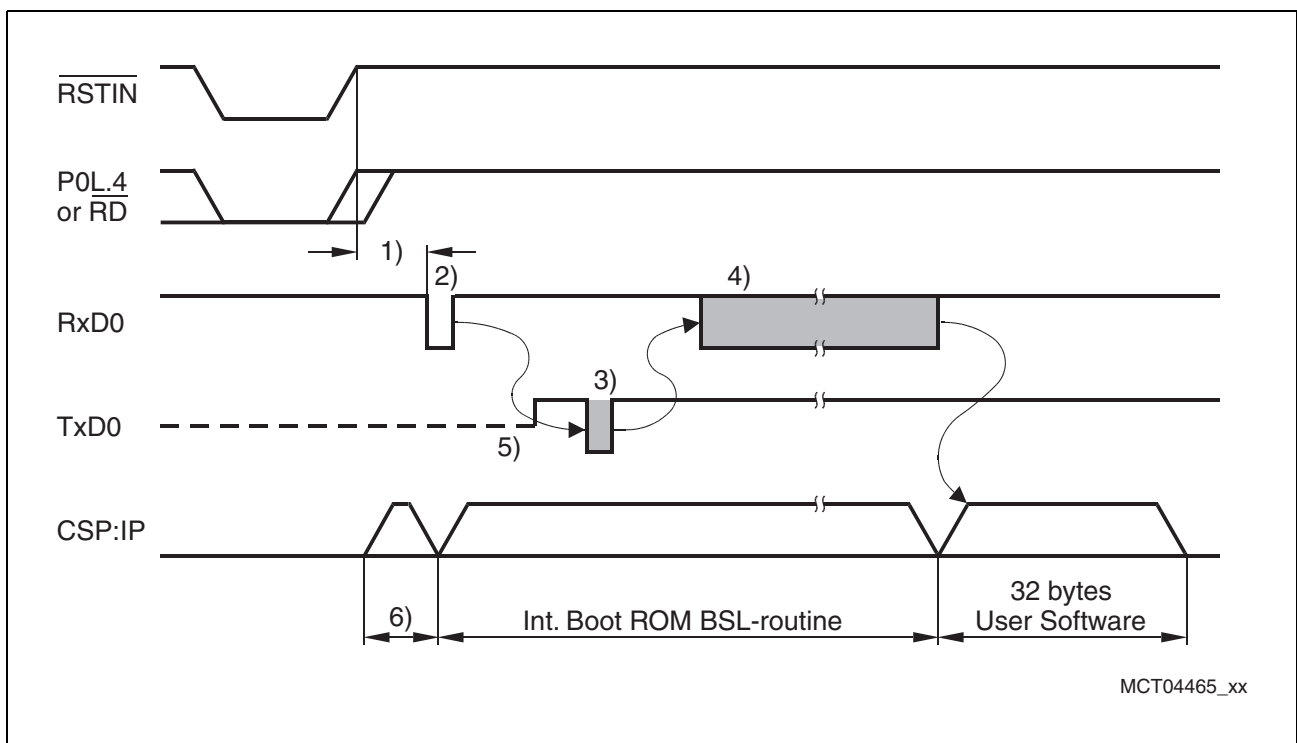 RSTIN
P0L.4
or RD
1)
2)
4)
RxD0
3)
TxD0
5)
CSP:IP
6)
Int. Boot ROM BSL-routine
32 bytes
User Software
MCT04465_xx